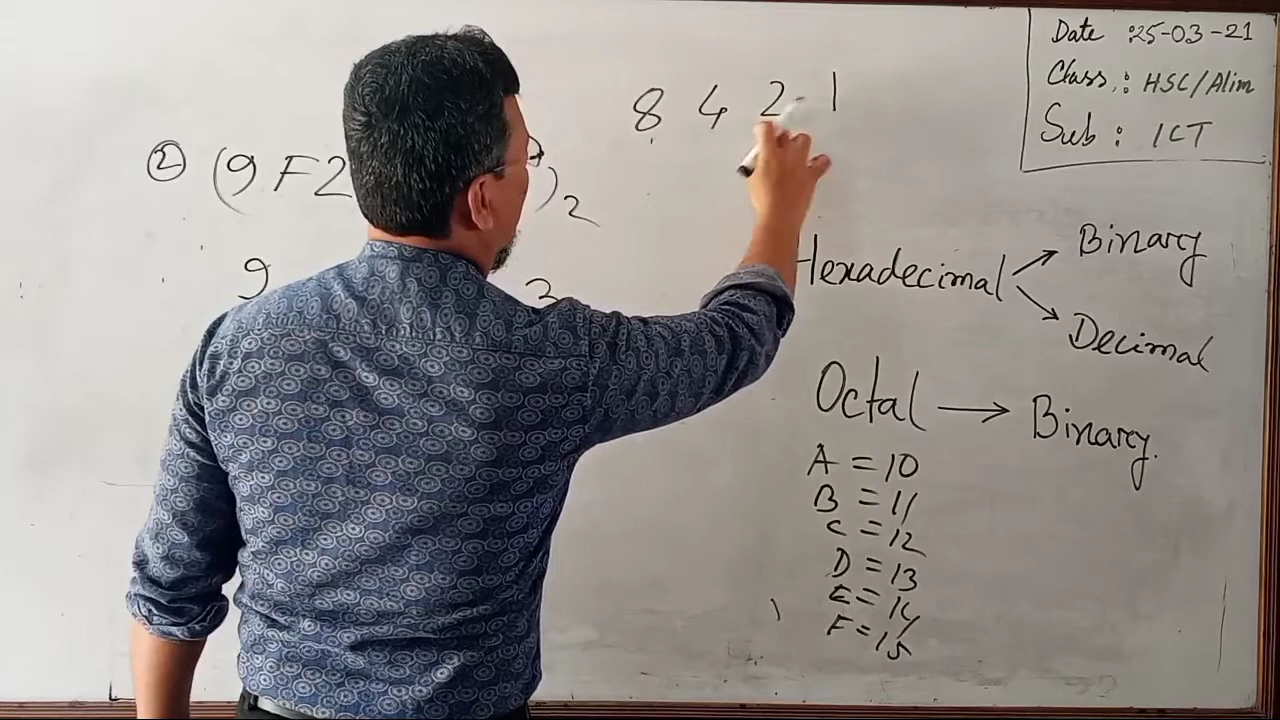 Date :25-03-21
Class : HSC/Alim
Sub : ICT
8 4 2 1
② (9F2 )2
9 3
Hexadecimal
Binary
Decimal
Octal → Binary.
A = 10
B = 11
C = 12
D = 13
E = 14
F = 15